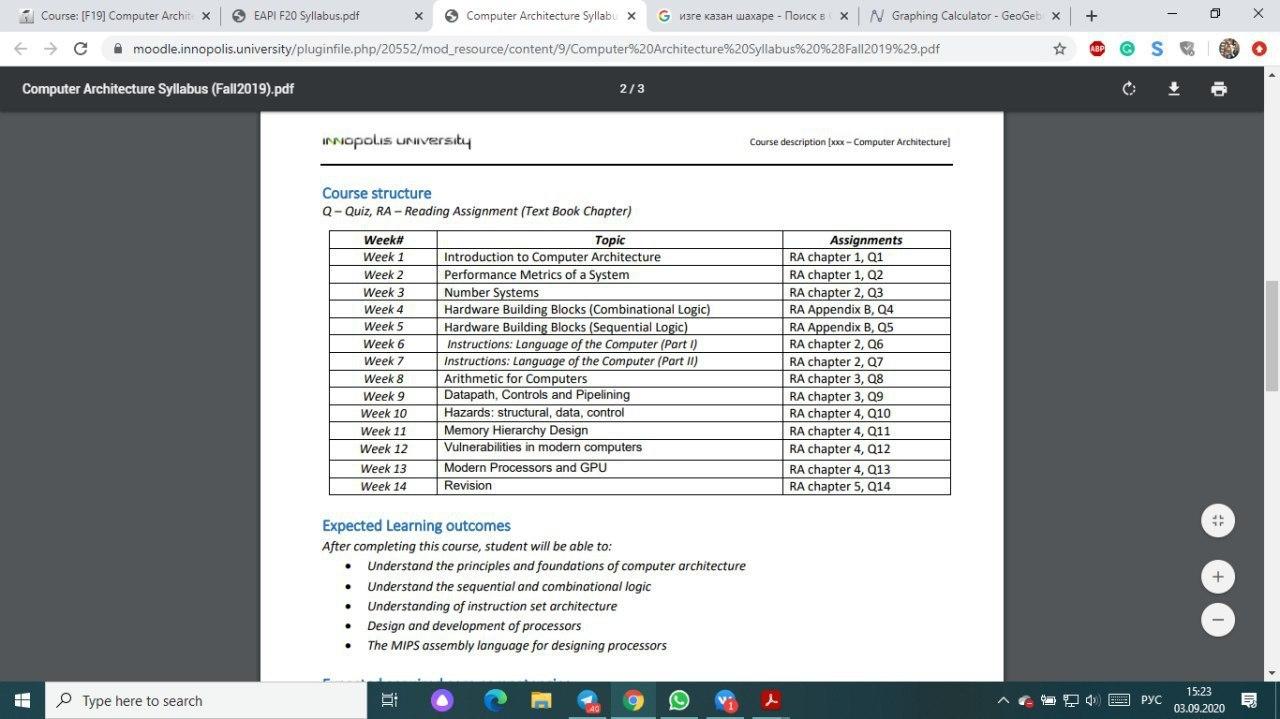 Course: [F19] Computer Archit
EAPI F20 Syllabus.pdf
Computer Architecture Syllabu
изге казан шахаре - Поиск в
Graphing Calculator - GeoGeb
moodle.innopolis.university/pluginfile.php/20552/mod_resource/content/9/Computer%20Architecture%20Syllabus%20%28Fall2019%29.pdf
ABP
Computer Architecture Syllabus (Fall2019).pdf
2 / 3
innopolis university
Course description [xxx – Computer Architecture]
Course structure
Q – Quiz, RA – Reading Assignment (Text Book Chapter)
Week# Topic Assignments
Week 1 Introduction to Computer Architecture RA chapter 1, Q1
Week 2 Performance Metrics of a System RA chapter 1, Q2
Week 3 Number Systems RA chapter 2, Q3
Week 4 Hardware Building Blocks (Combinational Logic) RA Appendix B, Q4
Week 5 Hardware Building Blocks (Sequential Logic) RA Appendix B, Q5
Week 6 Instructions: Language of the Computer (Part I) RA chapter 2, Q6
Week 7 Instructions: Language of the Computer (Part II) RA chapter 2, Q7
Week 8 Arithmetic for Computers RA chapter 3, Q8
Week 9 Datapath, Controls and Pipelining RA chapter 3, Q9
Week 10 Hazards: structural, data, control RA chapter 4, Q10
Week 11 Memory Hierarchy Design RA chapter 4, Q11
Week 12 Vulnerabilities in modern computers RA chapter 4, Q12
Week 13 Modern Processors and GPU RA chapter 4, Q13
Week 14 Revision RA chapter 5, Q14
Expected Learning outcomes
After completing this course, student will be able to:
• Understand the principles and foundations of computer architecture
• Understand the sequential and combinational logic
• Understanding of instruction set architecture
• Design and development of processors
• The MIPS assembly language for designing processors
Type here to search
РУС
15:23
03.09.2020